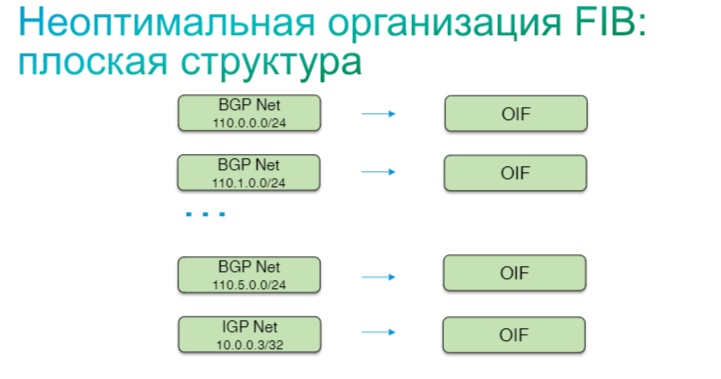 Неоптимальная организация FIB:
плоская структура
BGP Net
110.0.0.0/24
OIF
BGP Net
110.1.0.0/24
OIF
...
BGP Net
110.5.0.0/24
OIF
IGP Net
10.0.0.3/32
OIF